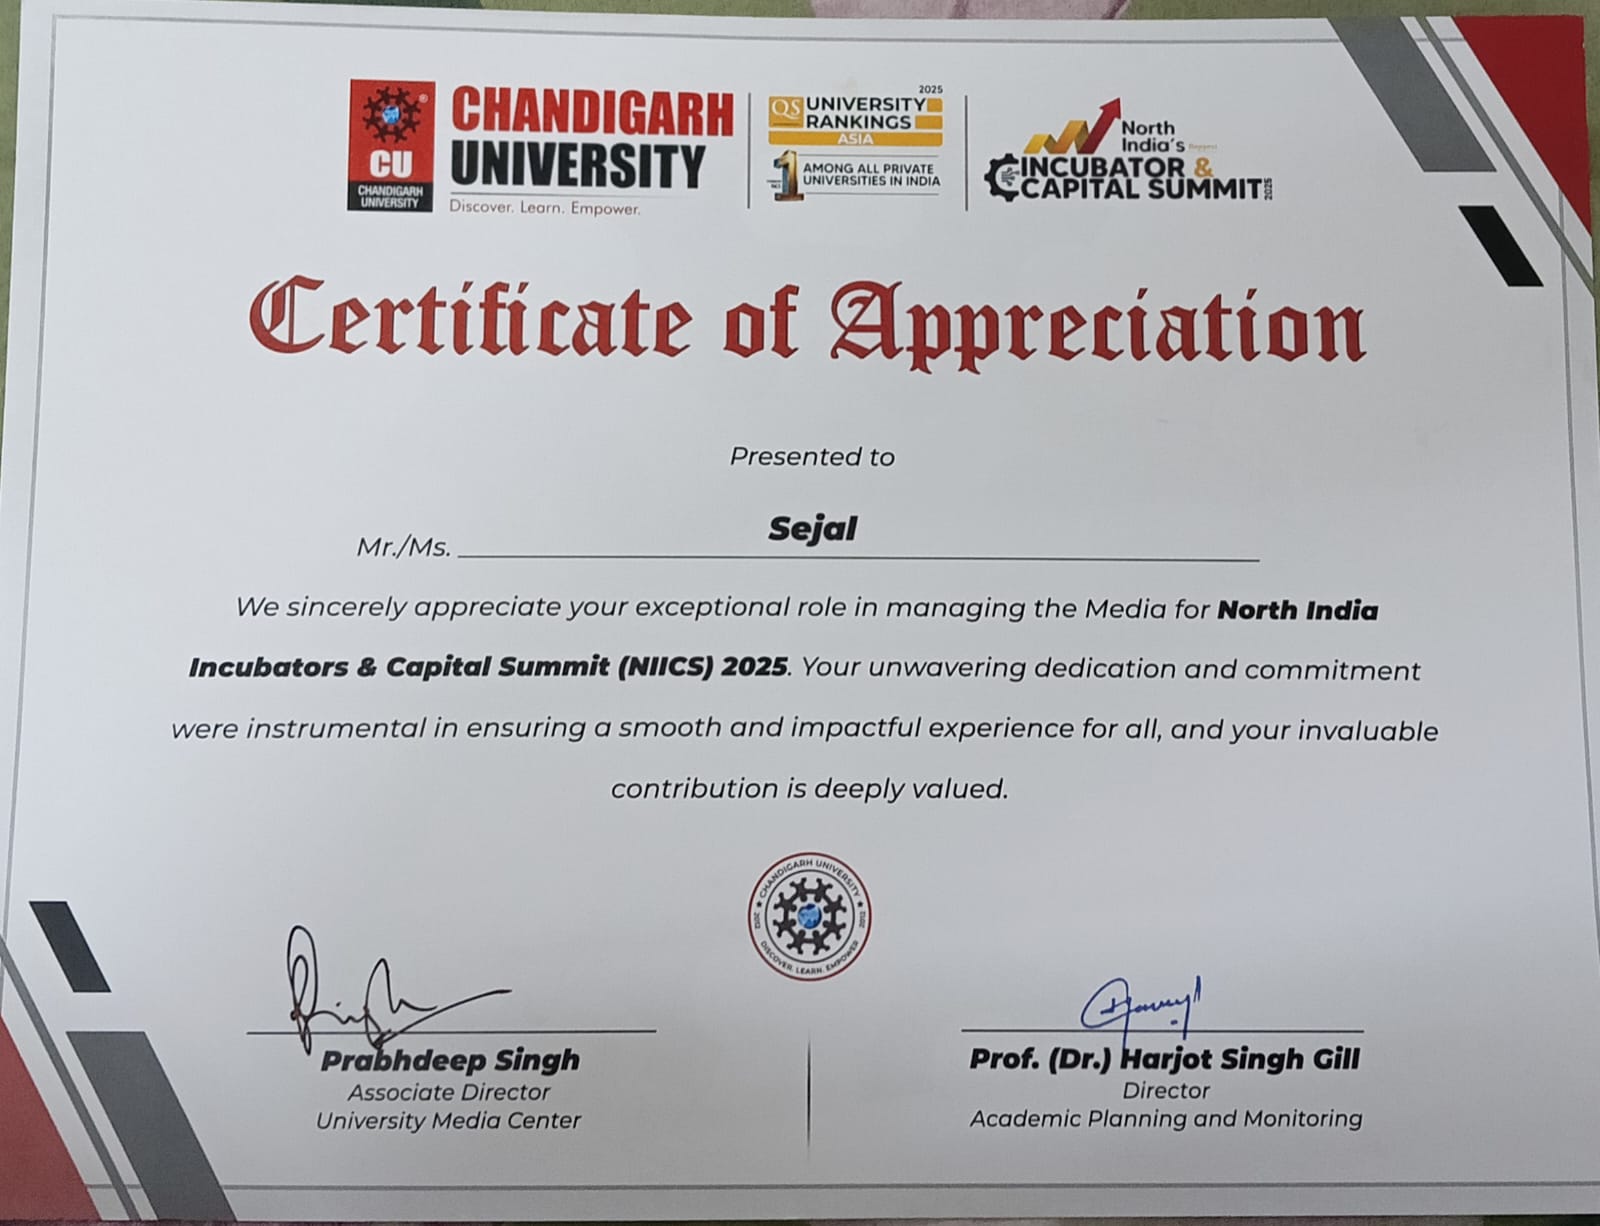 CU
CHANDIGARH
UNIVERSITY
CHANDIGARH
UNIVERSITY
Discover. Learn. Empower.
2025
QS UNIVERSITY
RANKINGS
ASIA
No.1 AMONG ALL PRIVATE
UNIVERSITIES IN INDIA
North
India's Biggest
INCUBATOR &
CAPITAL SUMMIT 2025
Certificate of Appreciation
Presented to
Mr./Ms. Sejal
We sincerely appreciate your exceptional role in managing the Media for North India
Incubators & Capital Summit (NIICS) 2025. Your unwavering dedication and commitment
were instrumental in ensuring a smooth and impactful experience for all, and your invaluable
contribution is deeply valued.
CHANDIGARH UNIVERSITY
2012 2012
DISCOVER. LEARN. EMPOWER
Prabhdeep Singh
Associate Director
University Media Center
Prof. (Dr.) Harjot Singh Gill
Director
Academic Planning and Monitoring